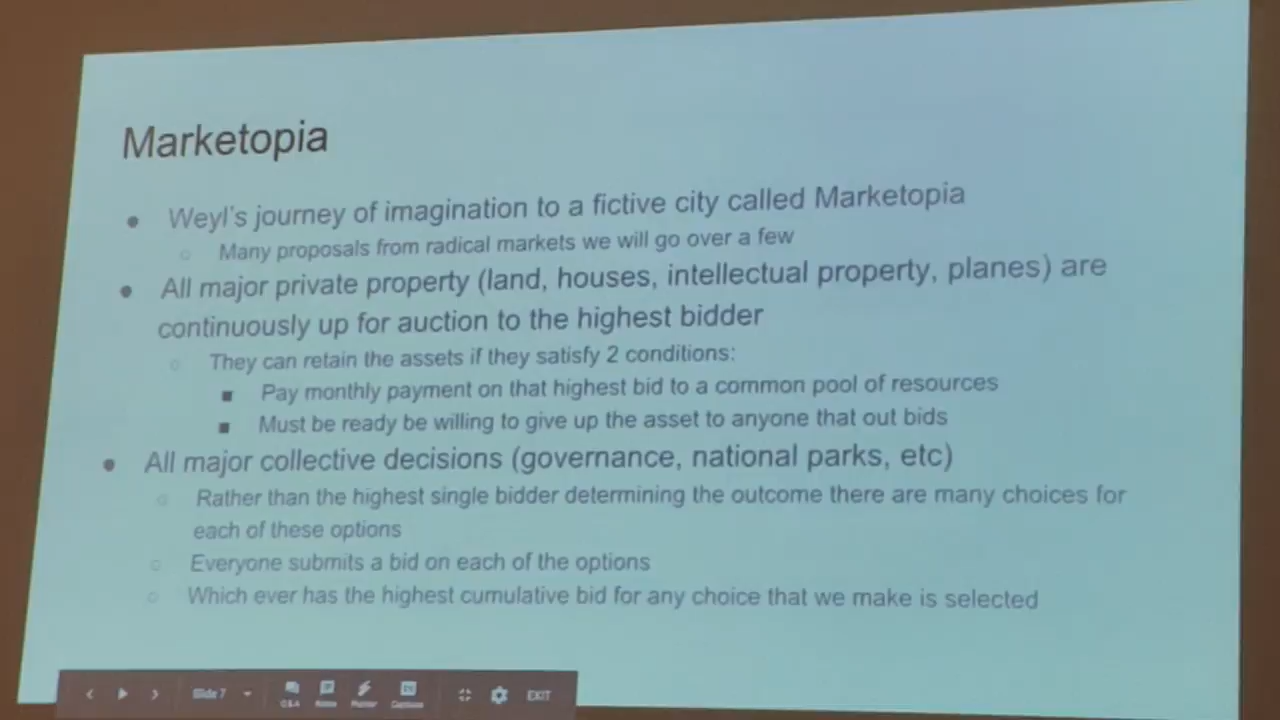 Marketopia
● Weyl's journey of imagination to a fictive city called Marketopia
○ Many proposals from radical markets we will go over a few
● All major private property (land, houses, intellectual property, planes) are
continuously up for auction to the highest bidder
○ They can retain the assets if they satisfy 2 conditions:
■ Pay monthly payment on that highest bid to a common pool of resources
■ Must be ready be willing to give up the asset to anyone that out bids
● All major collective decisions (governance, national parks, etc)
○ Rather than the highest single bidder determining the outcome there are many choices for
each of these options
○ Everyone submits a bid on each of the options
○ Which ever has the highest cumulative bid for any choice that we make is selected
Slide 7
Q&A Notes Pointer Captions
EXIT